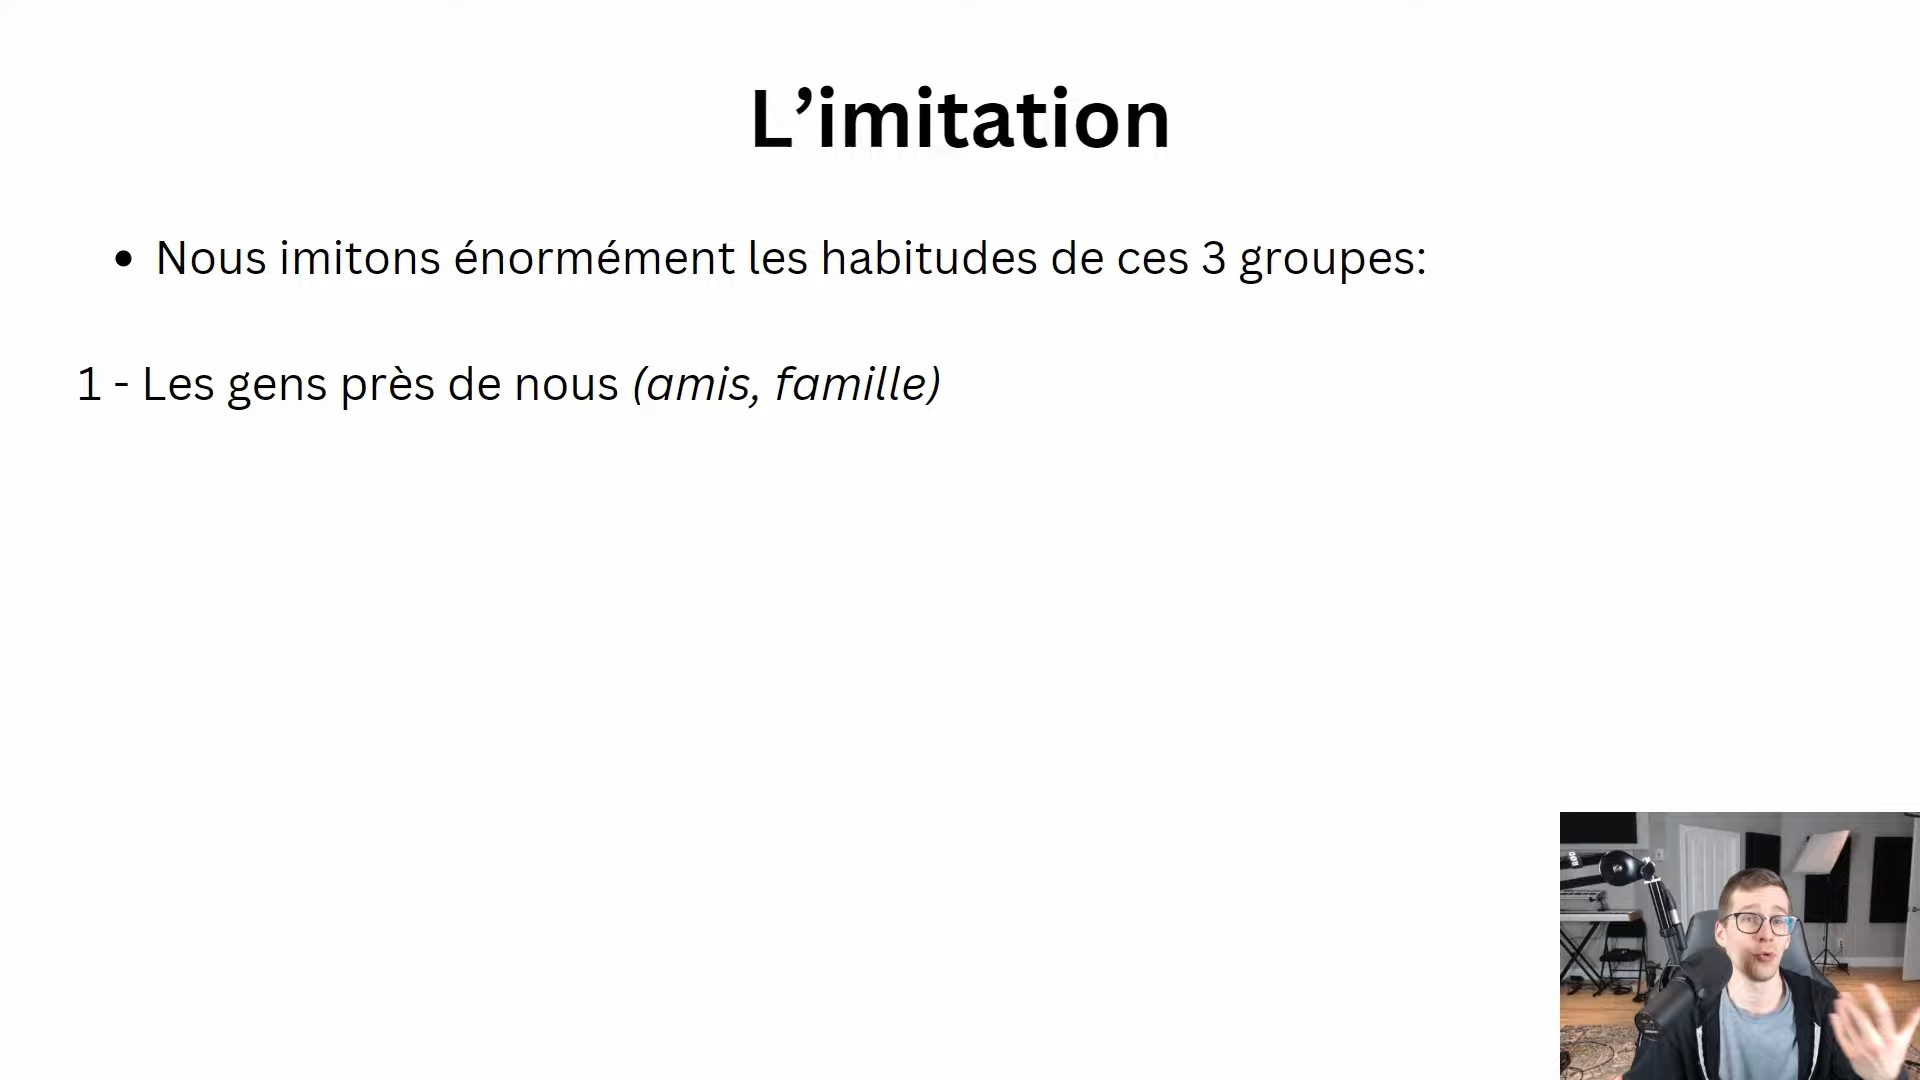 L’imitation
• Nous imitons énormément les habitudes de ces 3 groupes:
1 - Les gens près de nous (amis, famille)